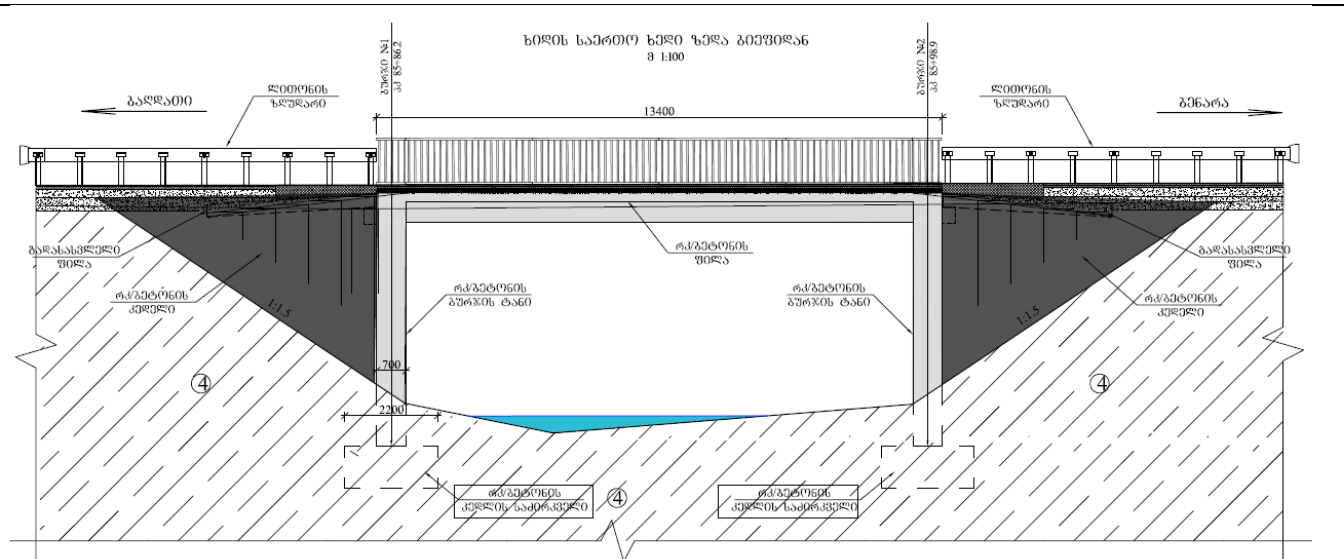 ხიდის საერთო ხედი ზედა ბიეფიდან
მ 1:100
ბურჯი №1
პკ 85+86.2
ბურჯი №2
პკ 85+98.9
ბაღდათი
ლითონის
ზღუდარი
13400
ლითონის
ზღუდარი
ბენარა
გადასასვლელი
ფილა
რკ/ბეტონის
ფილა
გადასასვლელი
ფილა
რკ/ბეტონის
კედელი
1:1.5
რკ/ბეტონის
ბურჯის ტანი
რკ/ბეტონის
ბურჯის ტანი
რკ/ბეტონის
კედელი
1:1.5
700
4
4
2200
რკ/ბეტონის
კედლის საძირკველი
4
რკ/ბეტონის
კედლის საძირკველი